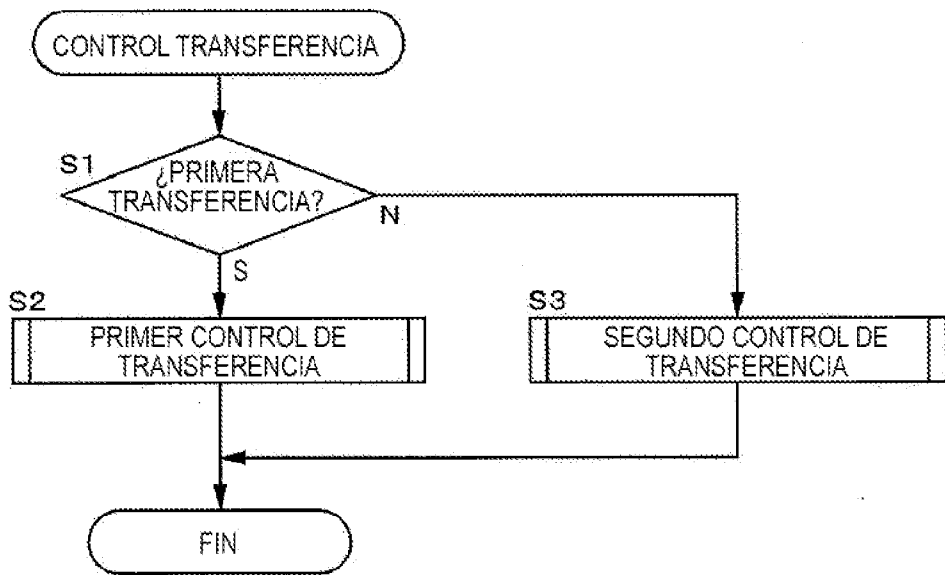 CONTROL TRANSFERENCIA
S1
¿PRIMERA
TRANSFERENCIA?
N
S
S2
PRIMER CONTROL DE
TRANSFERENCIA
S3
SEGUNDO CONTROL DE
TRANSFERENCIA
FIN